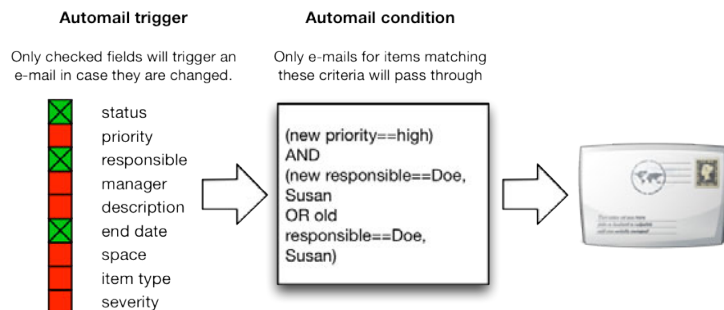 Automail trigger
Only checked fields will trigger an
e-mail in case they are changed.
status
priority
responsible
manager
description
end date
space
item type
severity
Automail condition
Only e-mails for items matching
these criteria will pass through
(new priority==high)
AND
(new responsible==Doe,
Susan
OR old
responsible==Doe,
Susan)